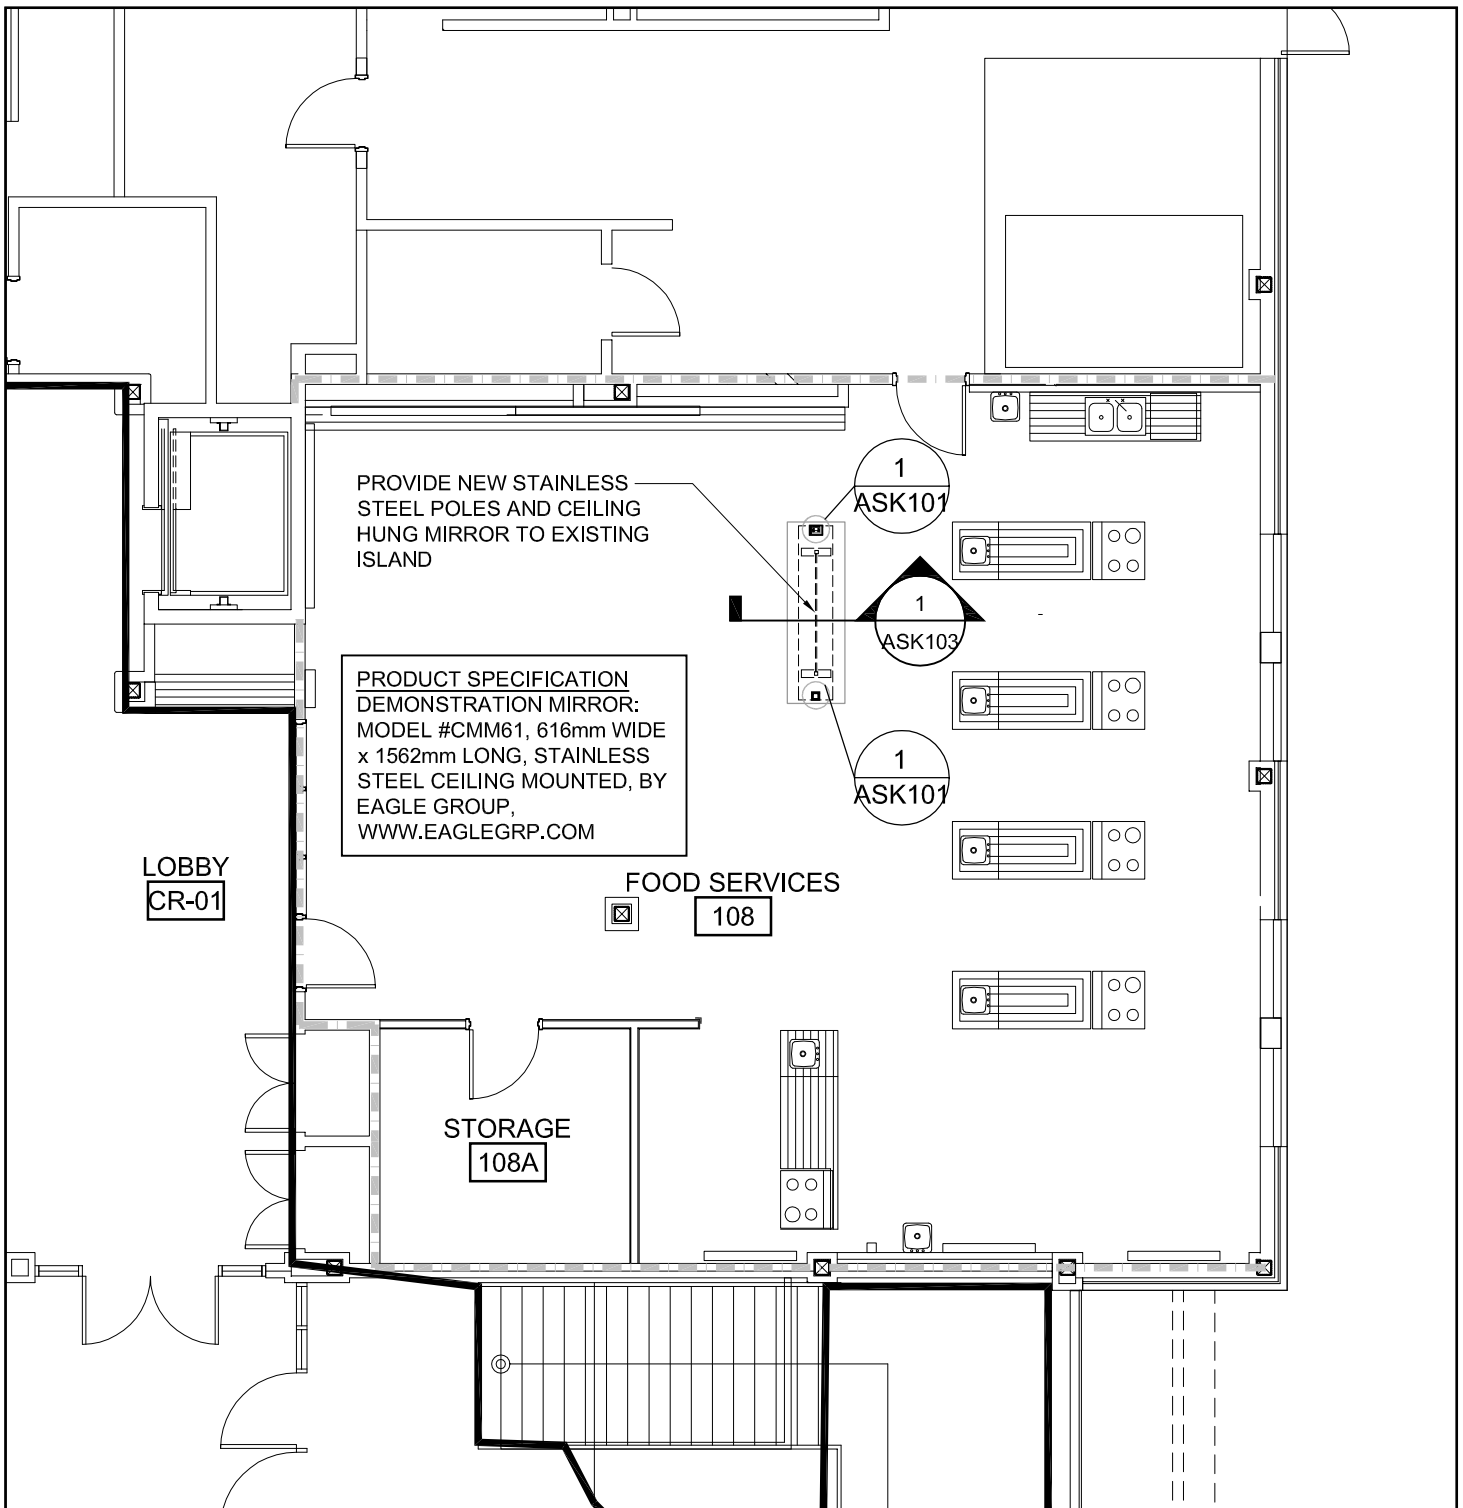 PROVIDE NEW STAINLESS
STEEL POLES AND CEILING
HUNG MIRROR TO EXISTING
ISLAND
1
ASK101
1
ASK103
PRODUCT SPECIFICATION
DEMONSTRATION MIRROR:
MODEL #CMM61, 616mm WIDE
x 1562mm LONG, STAINLESS
STEEL CEILING MOUNTED, BY
EAGLE GROUP,
WWW.EAGLEGRP.COM
1
ASK101
LOBBY
CR-01
FOOD SERVICES
108
STORAGE
108A